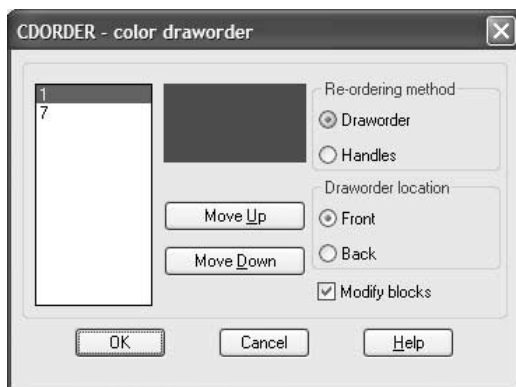 CDORDER - color draworder
1
7
Re-ordering method
Draworder
Handles
Move Up
Move Down
Draworder location
Front
Back
Modify blocks
OK
Cancel
Help